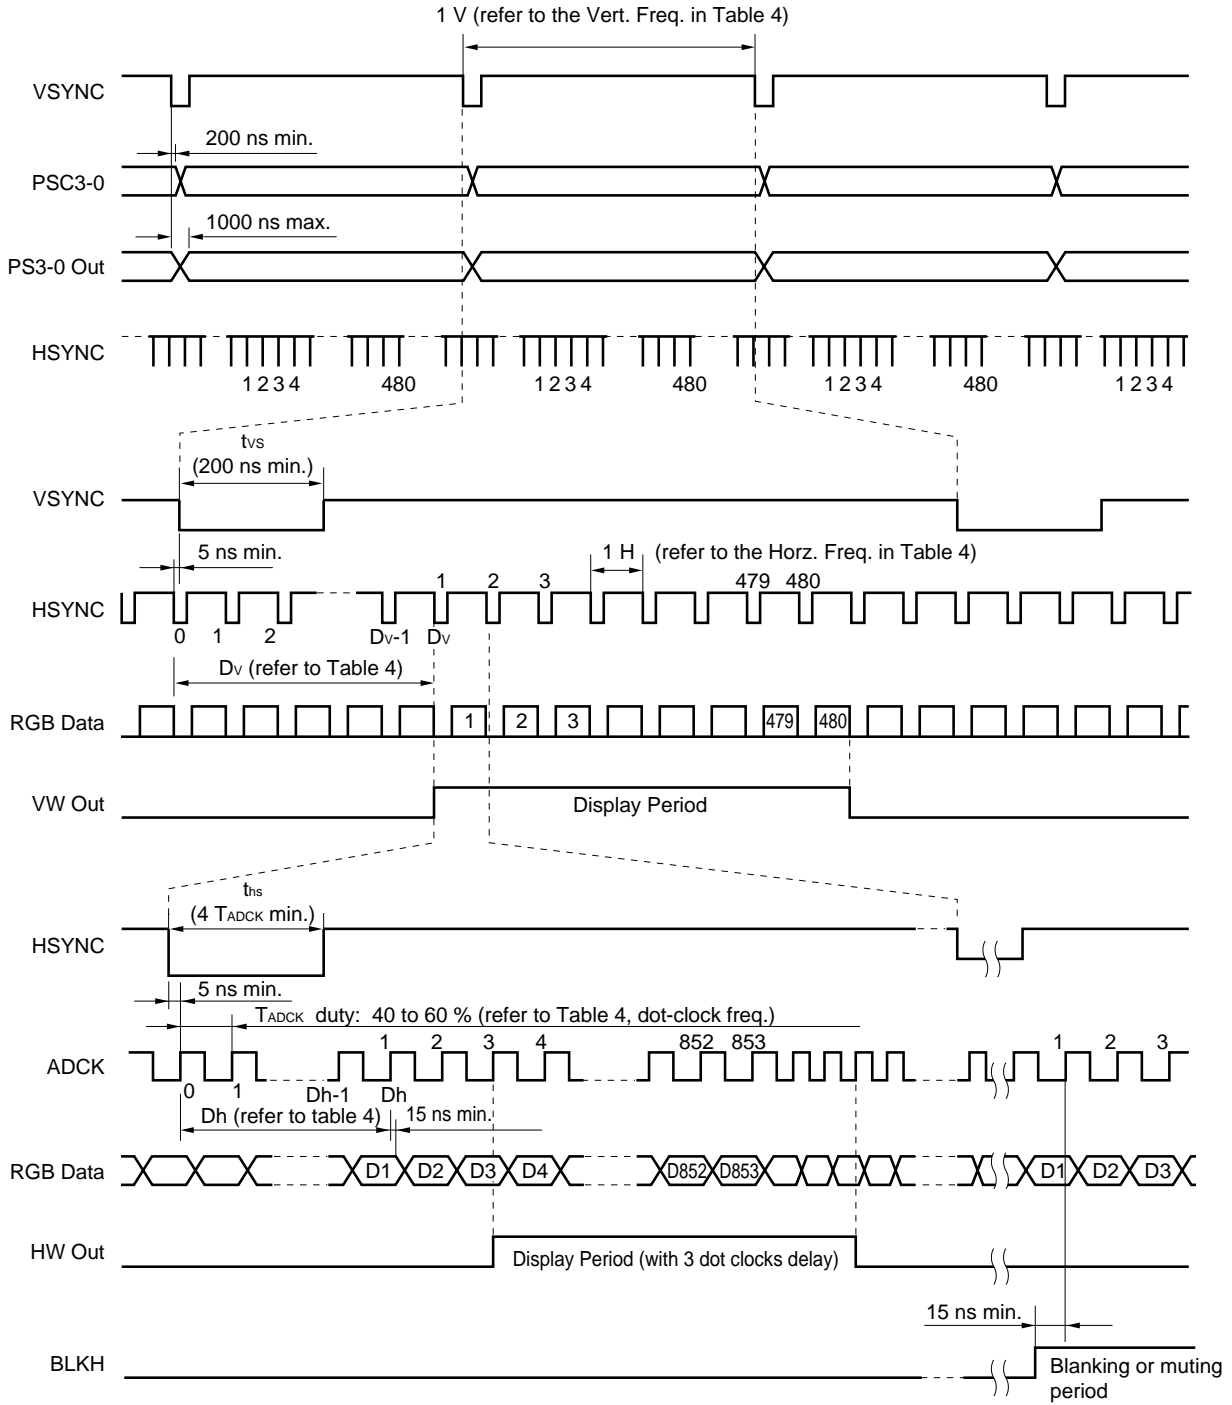 1 V (refer to the Vert. Freq. in Table 4)
VSYNC
200 ns min.
PSC3-0
1000 ns max.
PS3-0 Out
HSYNC
1 2 3 4 480 1 2 3 4 480 1 2 3 4 480 1 2 3 4
tVS
(200 ns min.)
VSYNC
5 ns min. 1 H (refer to the Horz. Freq. in Table 4)
1 2 3 479 480
HSYNC
0 1 2 DV-1 DV
DV (refer to Table 4)
RGB Data 1 2 3 479 480
VW Out Display Period
ths
(4 TADCK min.)
HSYNC
5 ns min.
TADCK duty: 40 to 60 % (refer to Table 4, dot-clock freq.)
1 2 3 4 852 853 1 2 3
ADCK
0 1 Dh-1 Dh
Dh (refer to table 4) 15 ns min.
RGB Data D1 D2 D3 D4 D852 D853 D1 D2 D3
HW Out Display Period (with 3 dot clocks delay)
15 ns min.
BLKH Blanking or muting
period